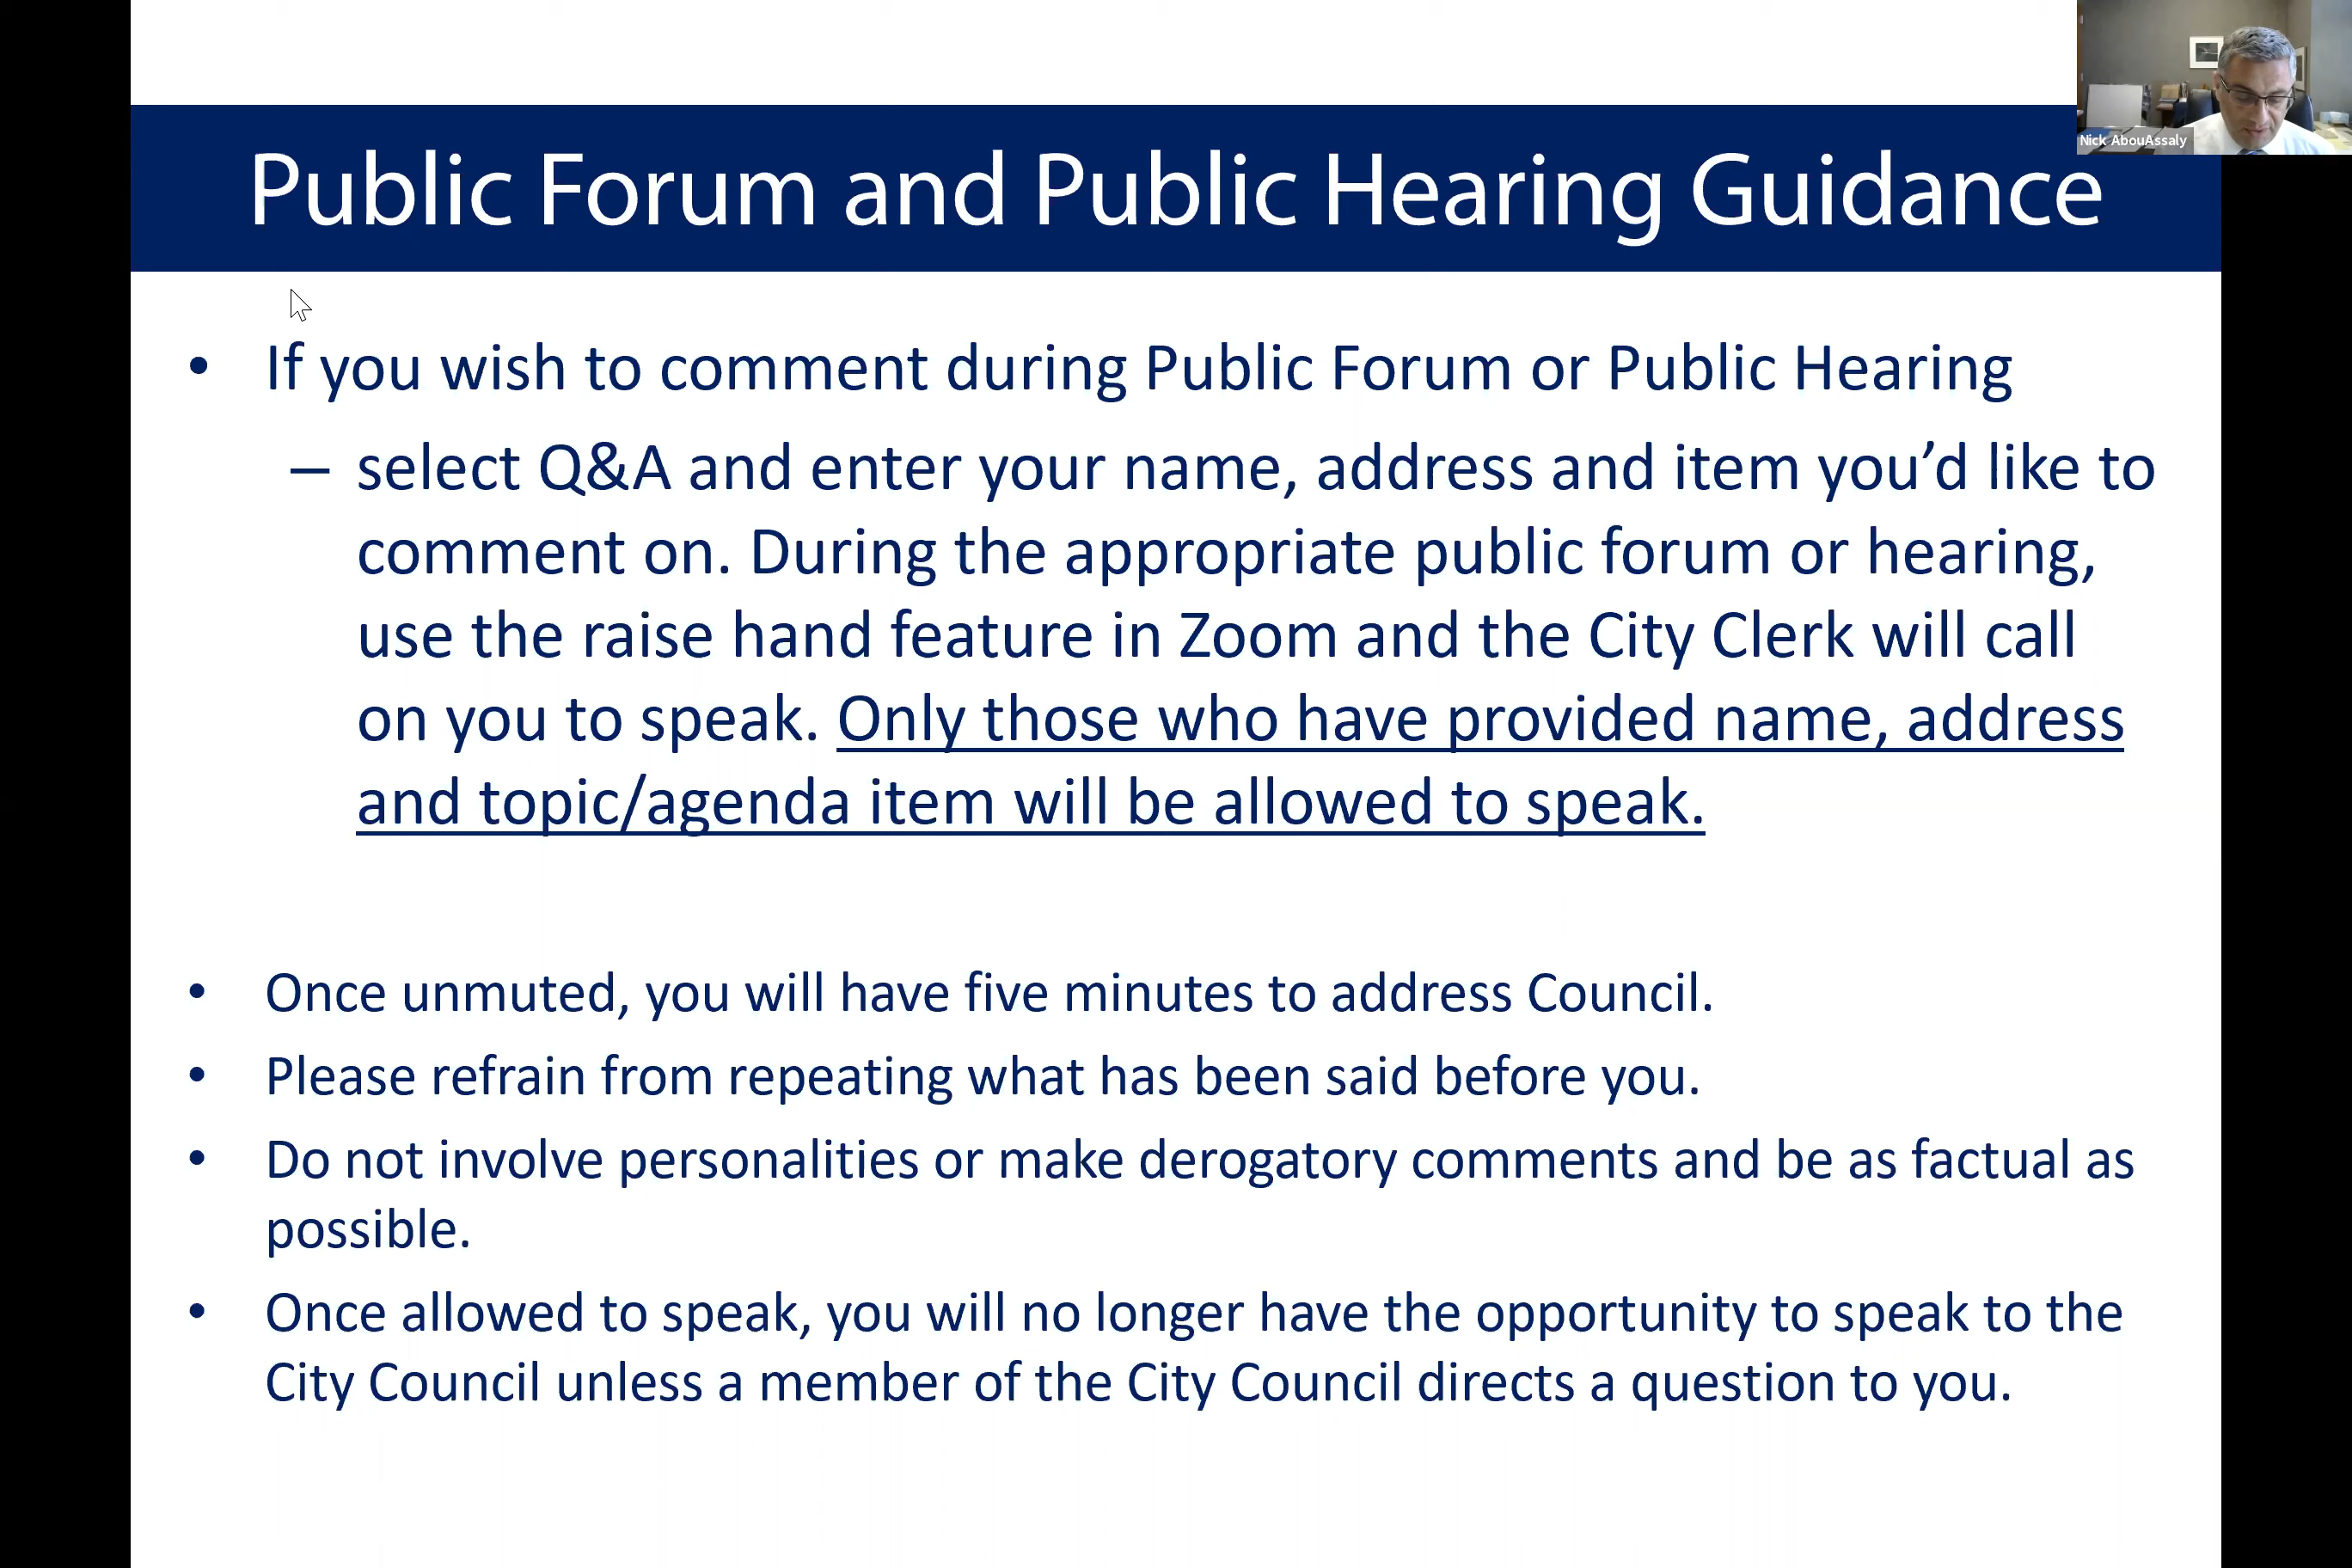 Nick AbouAssaly
Public Forum and Public Hearing Guidance
• If you wish to comment during Public Forum or Public Hearing
– select Q&A and enter your name, address and item you’d like to
comment on. During the appropriate public forum or hearing,
use the raise hand feature in Zoom and the City Clerk will call
on you to speak. Only those who have provided name, address
and topic/agenda item will be allowed to speak.
• Once unmuted, you will have five minutes to address Council.
• Please refrain from repeating what has been said before you.
• Do not involve personalities or make derogatory comments and be as factual as
possible.
• Once allowed to speak, you will no longer have the opportunity to speak to the
City Council unless a member of the City Council directs a question to you.